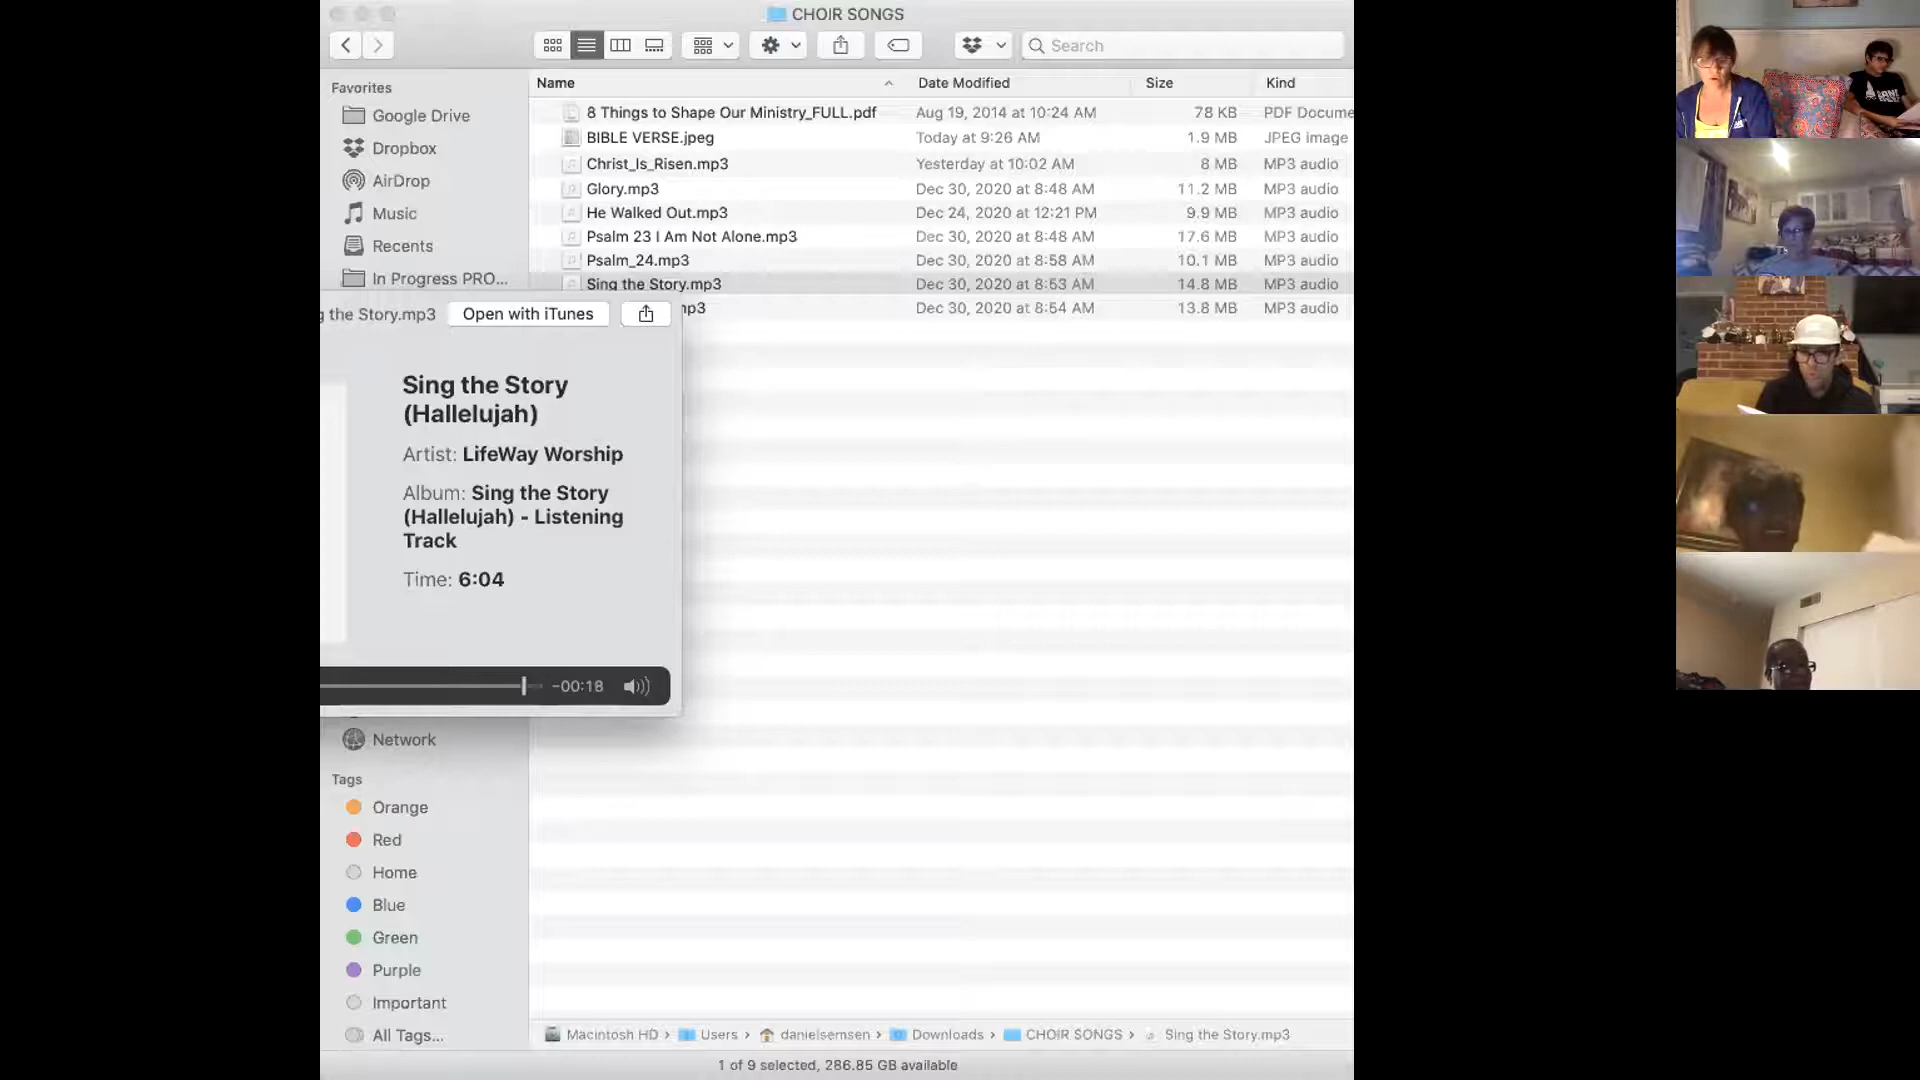 CHOIR SONGS
Search
Favorites
Google Drive
Dropbox
AirDrop
Music
Recents
In Progress PRO...
Name Date Modified Size Kind
8 Things to Shape Our Ministry_FULL.pdf Aug 19, 2014 at 10:24 AM 78 KB PDF Docume
BIBLE VERSE.jpeg Today at 9:26 AM 1.9 MB JPEG image
Christ_Is_Risen.mp3 Yesterday at 10:02 AM 8 MB MP3 audio
Glory.mp3 Dec 30, 2020 at 8:48 AM 11.2 MB MP3 audio
He Walked Out.mp3 Dec 24, 2020 at 12:21 PM 9.9 MB MP3 audio
Psalm 23 I Am Not Alone.mp3 Dec 30, 2020 at 8:48 AM 17.6 MB MP3 audio
Psalm_24.mp3 Dec 30, 2020 at 8:58 AM 10.1 MB MP3 audio
Sing the Story.mp3 Dec 30, 2020 at 8:53 AM 14.8 MB MP3 audio
mp3 Dec 30, 2020 at 8:54 AM 13.8 MB MP3 audio
g the Story.mp3 Open with iTunes
Sing the Story
(Hallelujah)
Artist: LifeWay Worship
Album: Sing the Story
(Hallelujah) - Listening
Track
Time: 6:04
-00:18
Network
Tags
Orange
Red
Home
Blue
Green
Purple
Important
All Tags...
Macintosh HD › Users › danielsemsen › Downloads › CHOIR SONGS › Sing the Story.mp3
1 of 9 selected, 286.85 GB available